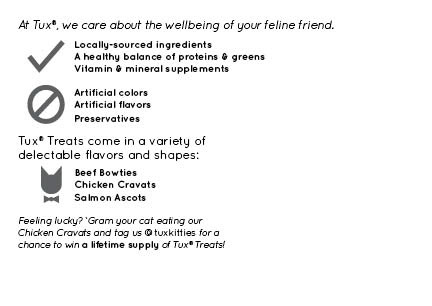 At Tux®, we care about the wellbeing of your feline friend.
Locally-sourced ingredients
A healthy balance of proteins & greens
Vitamin & mineral supplements
Artificial colors
Artificial flavors
Preservatives
Tux® Treats come in a variety of
delectable flavors and shapes:
Beef Bowties
Chicken Cravats
Salmon Ascots
Feeling lucky? 'Gram your cat eating our
Chicken Cravats and tag us @tuxkitties for a
chance to win a lifetime supply of Tux® Treats!